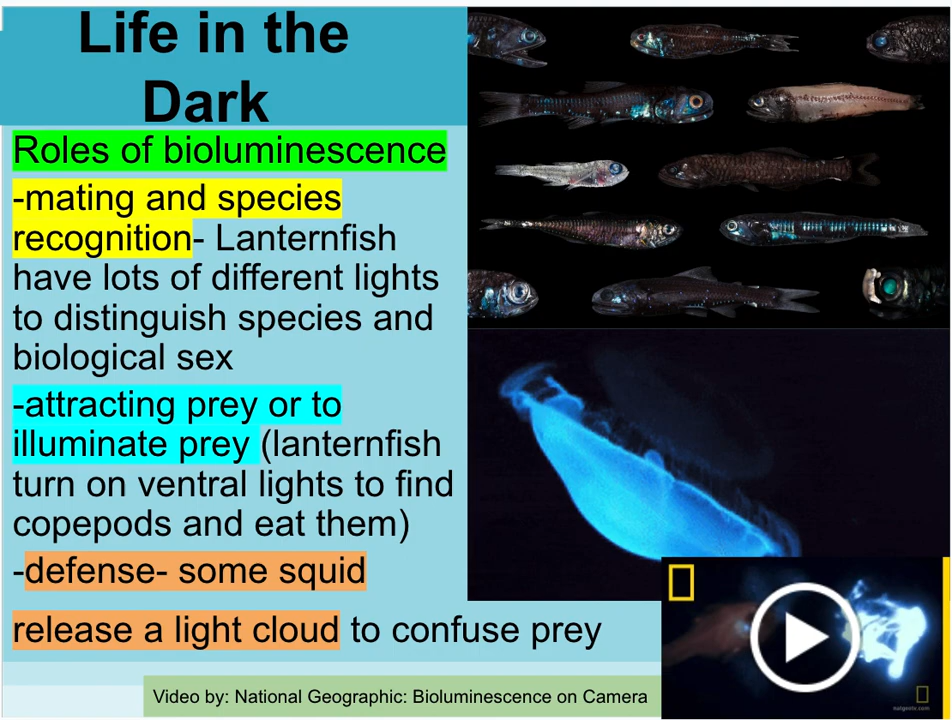 Life in the
Dark
Roles of bioluminescence
-mating and species
recognition- Lanternfish
have lots of different lights
to distinguish species and
biological sex
-attracting prey or to
illuminate prey (lanternfish
turn on ventral lights to find
copepods and eat them)
-defense- some squid
release a light cloud to confuse prey
Video by: National Geographic: Bioluminescence on Camera
natgeotv.com